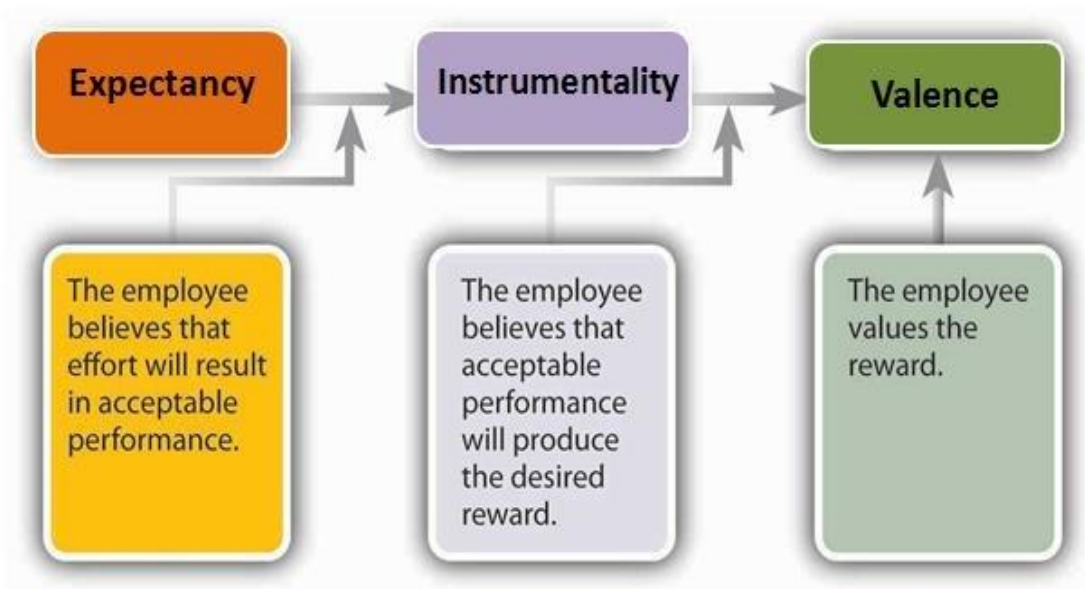 Expectancy
Instrumentality
Valence
The employee
believes that
effort will result
in acceptable
performance.
The employee
believes that
acceptable
performance
will produce
the desired
reward.
The employee
values the
reward.